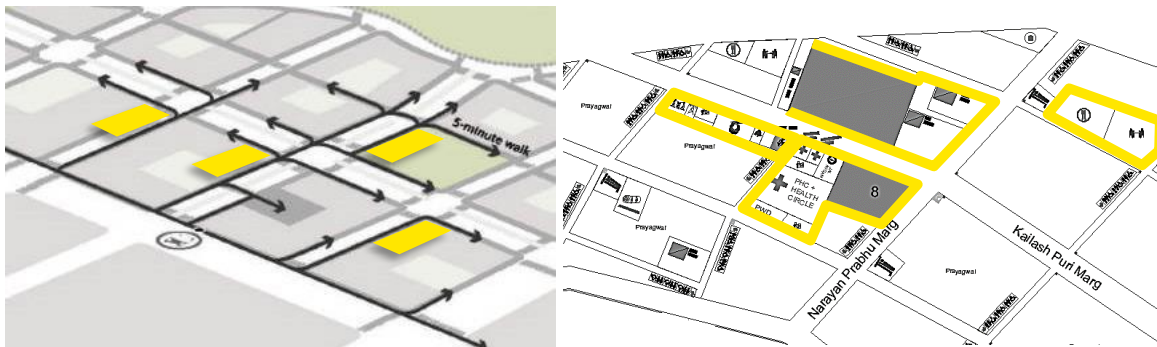 5-minute walk
Prayagwal
Prayagwal
Prayagwal
PHC +
HEALTH
CIRCLE
8
PWD
Prayagwal
Narayan Prabhu Marg
Prayagwal
Kailash Puri Marg